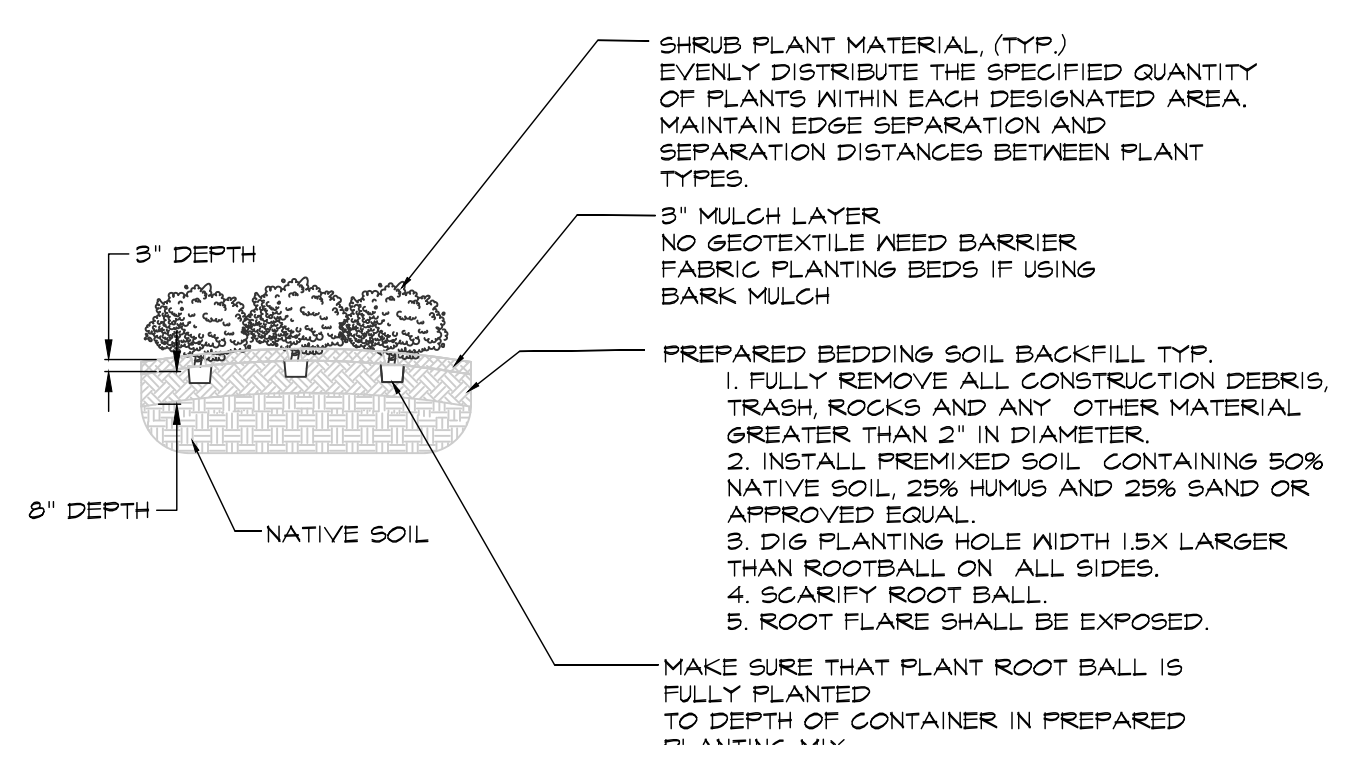 SHRUB PLANT MATERIAL, (TYP.)
EVENLY DISTRIBUTE THE SPECIFIED QUANTITY
OF PLANTS WITHIN EACH DESIGNATED AREA.
MAINTAIN EDGE SEPARATION AND
SEPARATION DISTANCES BETWEEN PLANT
TYPES.
3" MULCH LAYER
NO GEOTEXTILE WEED BARRIER
FABRIC PLANTING BEDS IF USING
BARK MULCH
3" DEPTH
PREPARED BEDDING SOIL BACKFILL TYP.
1. FULLY REMOVE ALL CONSTRUCTION DEBRIS,
TRASH, ROCKS AND ANY OTHER MATERIAL
GREATER THAN 2" IN DIAMETER.
2. INSTALL PREMIXED SOIL CONTAINING 50%
NATIVE SOIL, 25% HUMUS AND 25% SAND OR
APPROVED EQUAL.
3. DIG PLANTING HOLE WIDTH 1.5X LARGER
THAN ROOTBALL ON ALL SIDES.
4. SCARIFY ROOT BALL.
5. ROOT FLARE SHALL BE EXPOSED.
8" DEPTH
NATIVE SOIL
MAKE SURE THAT PLANT ROOT BALL IS
FULLY PLANTED
TO DEPTH OF CONTAINER IN PREPARED
PLANTING MIX